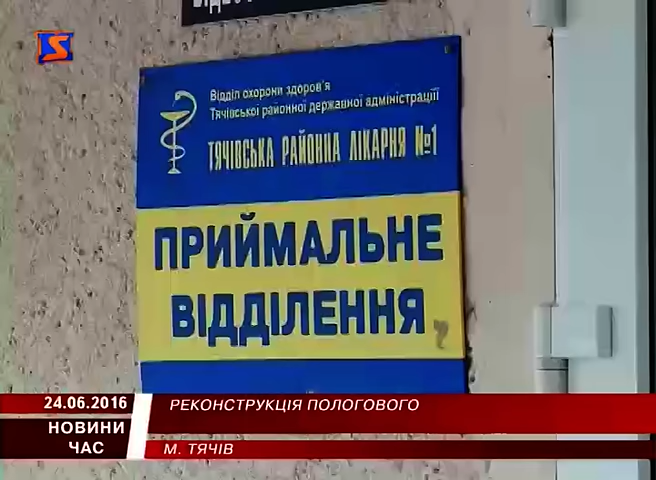 Відділ охорони здоров'я
Тячівської районної державної адміністрації
ТЯЧІВСЬКА РАЙОННА ЛІКАРНЯ №1
ПРИЙМАЛЬНЕ
ВІДДІЛЕННЯ
24.06.2016
РЕКОНСТРУКЦІЯ ПОЛОГОВОГО
НОВИНИ
ЧАС
М. ТЯЧІВ